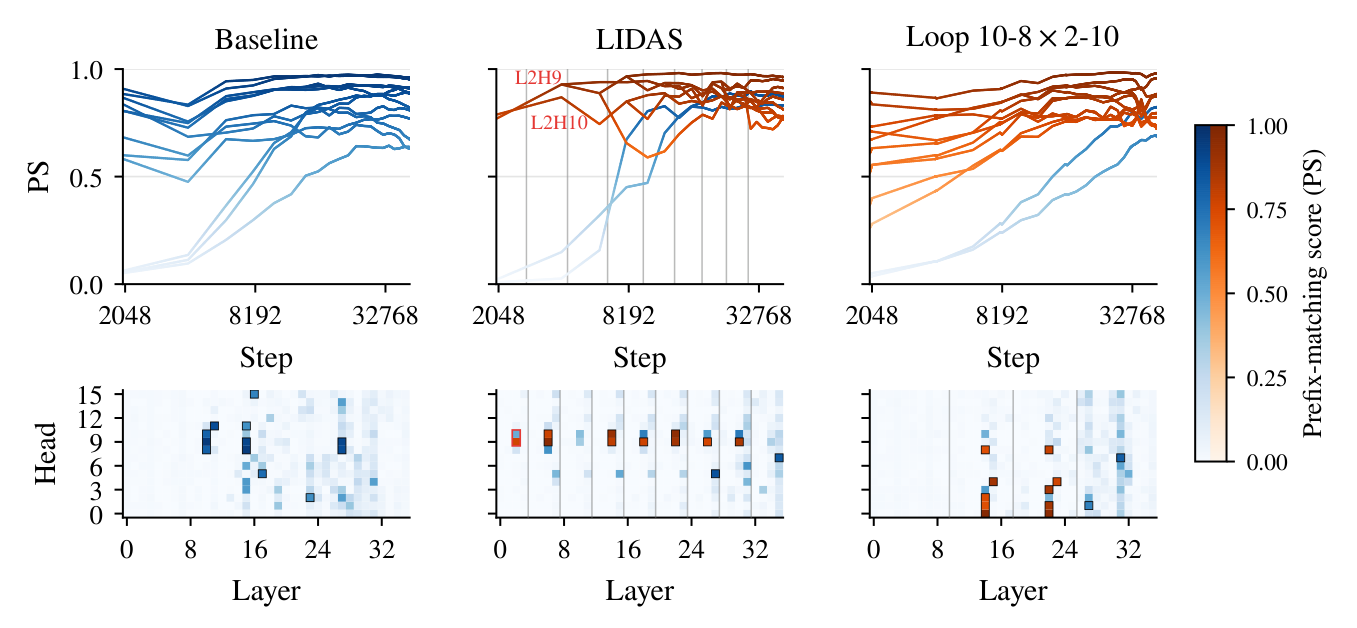 Baseline
LIDAS
Loop 10-8 × 2-10
PS
1.0
0.5
0.0
L2H9
L2H10
2048 8192 32768
2048 8192 32768
2048 8192 32768
Step
Step
Step
1.00
0.75
0.50
0.25
0.00
Prefix-matching score (PS)
Head
15
12
9
6
3
0
0 8 16 24 32
0 8 16 24 32
0 8 16 24 32
Layer
Layer
Layer